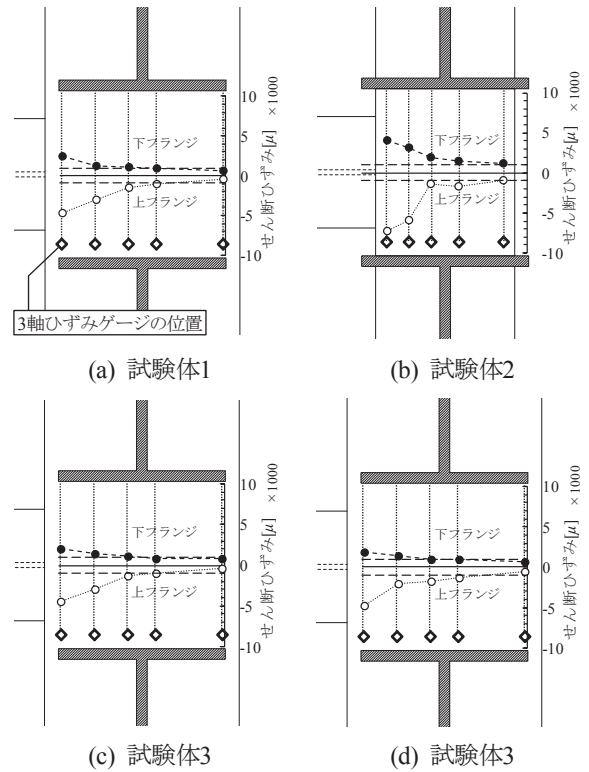 10
5
0
-5
-10
せん断ひずみ[μ] ×1000
下フランジ
上フランジ
3軸ひずみゲージの位置
(a) 試験体1
10
5
0
-5
-10
せん断ひずみ[μ] ×1000
下フランジ
上フランジ
(b) 試験体2
10
5
0
-5
-10
せん断ひずみ[μ] ×1000
下フランジ
上フランジ
(c) 試験体3
10
5
0
-5
-10
せん断ひずみ[μ] ×1000
下フランジ
上フランジ
(d) 試験体3